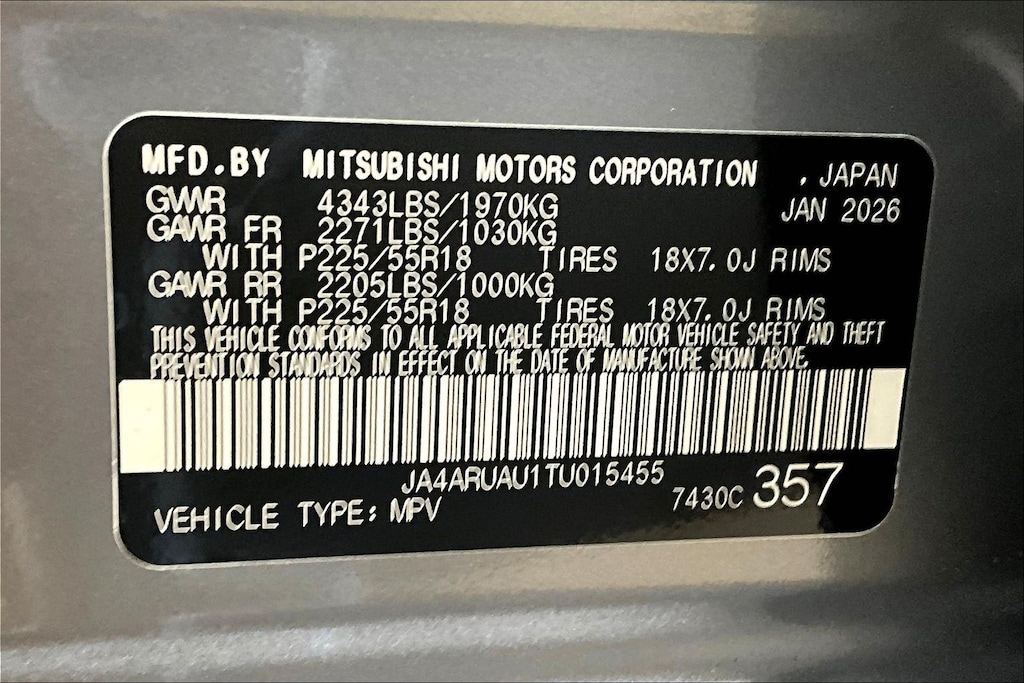 MFD.BY MITSUBISHI MOTORS CORPORATION . JAPAN
GVWR 4343LBS/1970KG JAN 2026
GAWR FR 2271LBS/1030KG
WITH P225/55R18 TIRES 18X7.0J RIMS
GAWR RR 2205LBS/1000KG
WITH P225/55R18 TIRES 18X7.0J RIMS
THIS VEHICLE CONFORMS TO ALL APPLICABLE FEDERAL MOTOR VEHICLE SAFETY AND THEFT
PREVENTION STANDARDS IN EFFECT ON THE DATE OF MANUFACTURE SHOWN ABOVE.
JA4ARUAU1TU015455
VEHICLE TYPE: MPV 7430C 357